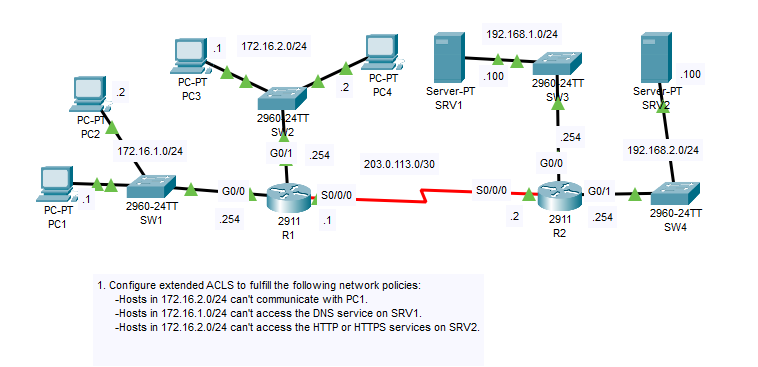 192.168.1.0/24
.1
172.16.2.0/24
PC-PT
PC3
PC-PT
PC4
.2
.100
Server-PT
SRV1
2960-24TT
SW3
Server-PT
SRV2
.100
.2
PC-PT
PC2
2960-24TT
SW2
172.16.1.0/24
G0/1
.254
203.0.113.0/30
.254
192.168.2.0/24
G0/0
PC-PT
PC1
.1
2960-24TT
SW1
G0/0
.254
S0/0/0
2911
R1
.1
S0/0/0
.2
2911
R2
G0/1
.254
2960-24TT
SW4
1. Configure extended ACLS to fulfill the following network policies:
-Hosts in 172.16.2.0/24 can't communicate with PC1.
-Hosts in 172.16.1.0/24 can't access the DNS service on SRV1.
-Hosts in 172.16.2.0/24 can't access the HTTP or HTTPS services on SRV2.